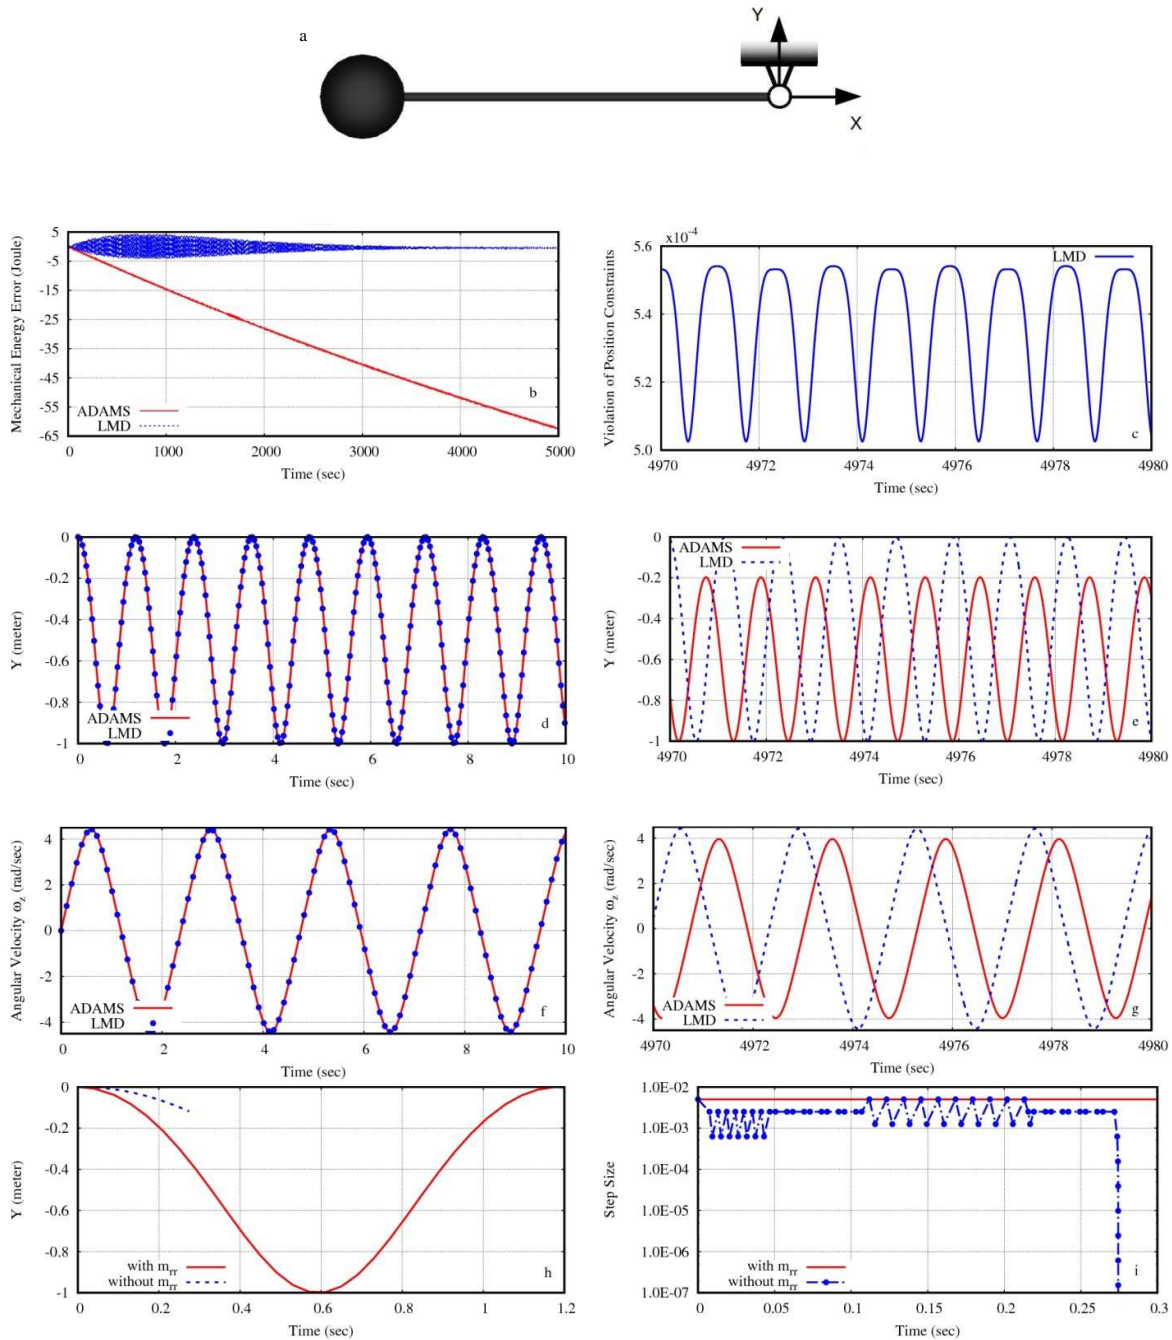 a
Y
X
Mechanical Energy Error (Joule)
5
-5
-15
-25
-35
-45
-55
-65
ADAMS
LMD
b
0 1000 2000 3000 4000 5000
Time (sec)
x10⁻⁴
Violation of Position Constraints
5.6
5.4
5.2
5.0
LMD
c
4970 4972 4974 4976 4978 4980
Time (sec)
Y (meter)
0
-0.2
-0.4
-0.6
-0.8
-1
ADAMS
LMD
d
0 2 4 6 8 10
Time (sec)
Y (meter)
0
-0.2
-0.4
-0.6
-0.8
-1
ADAMS
LMD
e
4970 4972 4974 4976 4978 4980
Time (sec)
Angular Velocity ω_z (rad/sec)
4
2
0
-2
-4
ADAMS
LMD
f
0 2 4 6 8 10
Time (sec)
Angular Velocity ω_z (rad/sec)
4
2
0
-2
-4
ADAMS
LMD
g
4970 4972 4974 4976 4978 4980
Time (sec)
Y (meter)
0
-0.2
-0.4
-0.6
-0.8
-1
with m_rr
without m_rr
h
0 0.2 0.4 0.6 0.8 1 1.2
Time (sec)
Step Size
1.0E-02
1.0E-03
1.0E-04
1.0E-05
1.0E-06
1.0E-07
with m_rr
without m_rr
i
0 0.05 0.1 0.15 0.2 0.25 0.3
Time (sec)